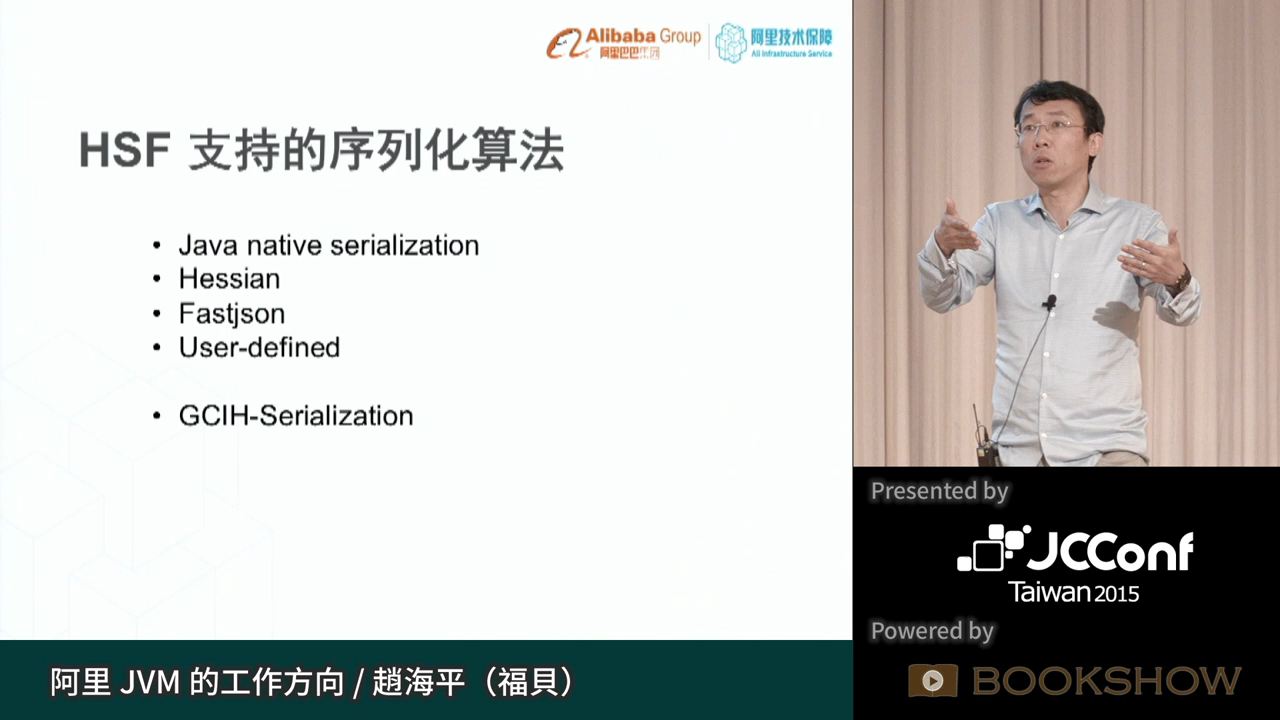 Alibaba Group
阿里巴巴集团
阿里技术保障
Ali Infrastructure Service
HSF 支持的序列化算法
• Java native serialization
• Hessian
• Fastjson
• User-defined
• GCIH-Serialization
Presented by
JCConf
Taiwan 2015
Powered by
BOOKSHOW
阿里 JVM 的工作方向 / 趙海平（福貝）